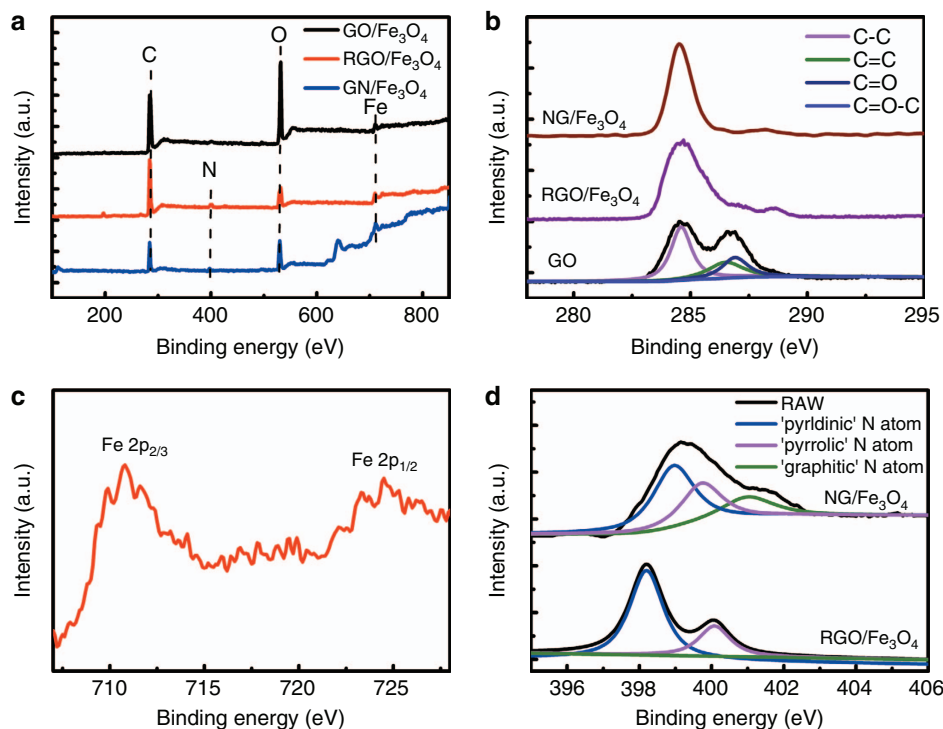 a
GO/Fe₃O₄
RGO/Fe₃O₄
GN/Fe₃O₄
C
O
Fe
N
Intensity (a.u.)
200 400 600 800
Binding energy (eV)
b
C-C
C=C
C=O
C=O-C
NG/Fe₃O₄
RGO/Fe₃O₄
GO
Intensity (a.u.)
280 285 290 295
Binding energy (eV)
c
Fe 2p₂/₃
Fe 2p₁/₂
Intensity (a.u.)
710 715 720 725
Binding energy (eV)
d
RAW
'pyrldinic' N atom
'pyrrolic' N atom
'graphitic' N atom
NG/Fe₃O₄
RGO/Fe₃O₄
Intensity (a.u.)
396 398 400 402 404 406
Binding energy (eV)